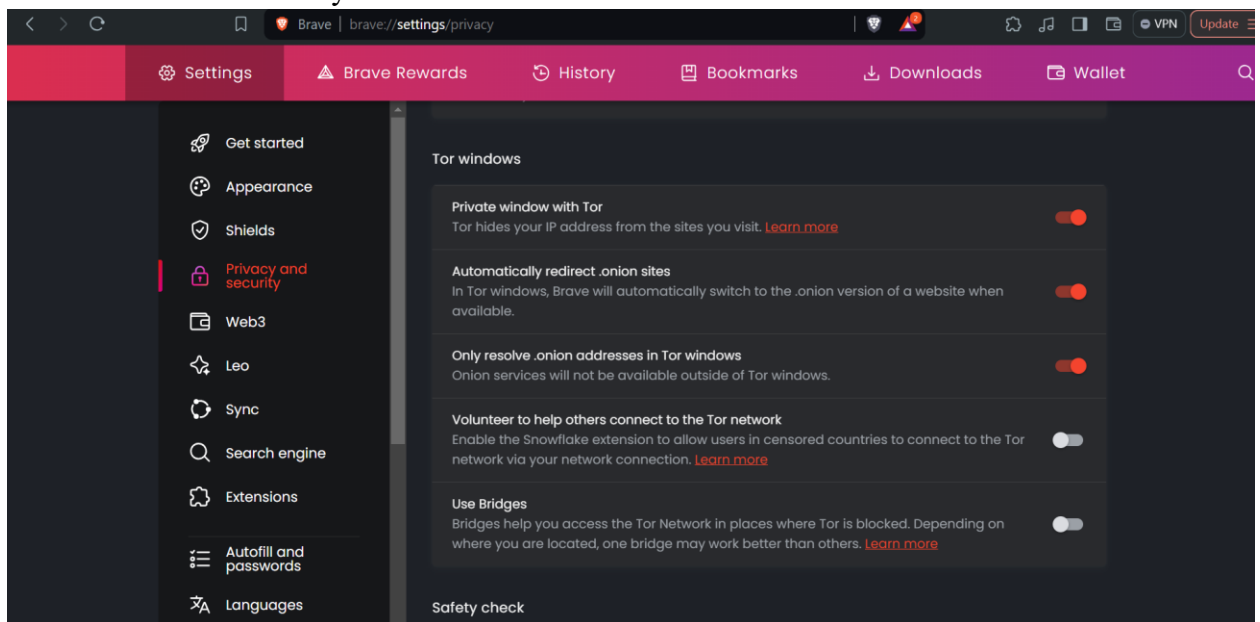 Brave brave://settings/privacy 2 VPN Update
Settings Brave Rewards History Bookmarks Downloads Wallet
Get started
Appearance
Shields
Privacy and
security
Web3
Leo
Sync
Search engine
Extensions
Autofill and
passwords
Languages
Tor windows
Private window with Tor
Tor hides your IP address from the sites you visit. Learn more
Automatically redirect .onion sites
In Tor windows, Brave will automatically switch to the .onion version of a website when
available.
Only resolve .onion addresses in Tor windows
Onion services will not be available outside of Tor windows.
Volunteer to help others connect to the Tor network
Enable the Snowflake extension to allow users in censored countries to connect to the Tor
network via your network connection. Learn more
Use Bridges
Bridges help you access the Tor Network in places where Tor is blocked. Depending on
where you are located, one bridge may work better than others. Learn more
Safety check